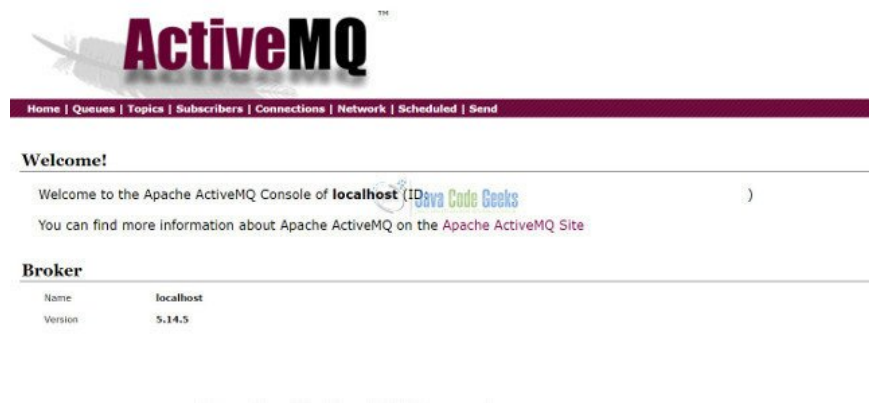 ActiveMQ™
Home | Queues | Topics | Subscribers | Connections | Network | Scheduled | Send
Welcome!
Welcome to the Apache ActiveMQ Console of localhost (ID: )
Java Code Geeks
You can find more information about Apache ActiveMQ on the Apache ActiveMQ Site
Broker
Name localhost
Version 5.14.5